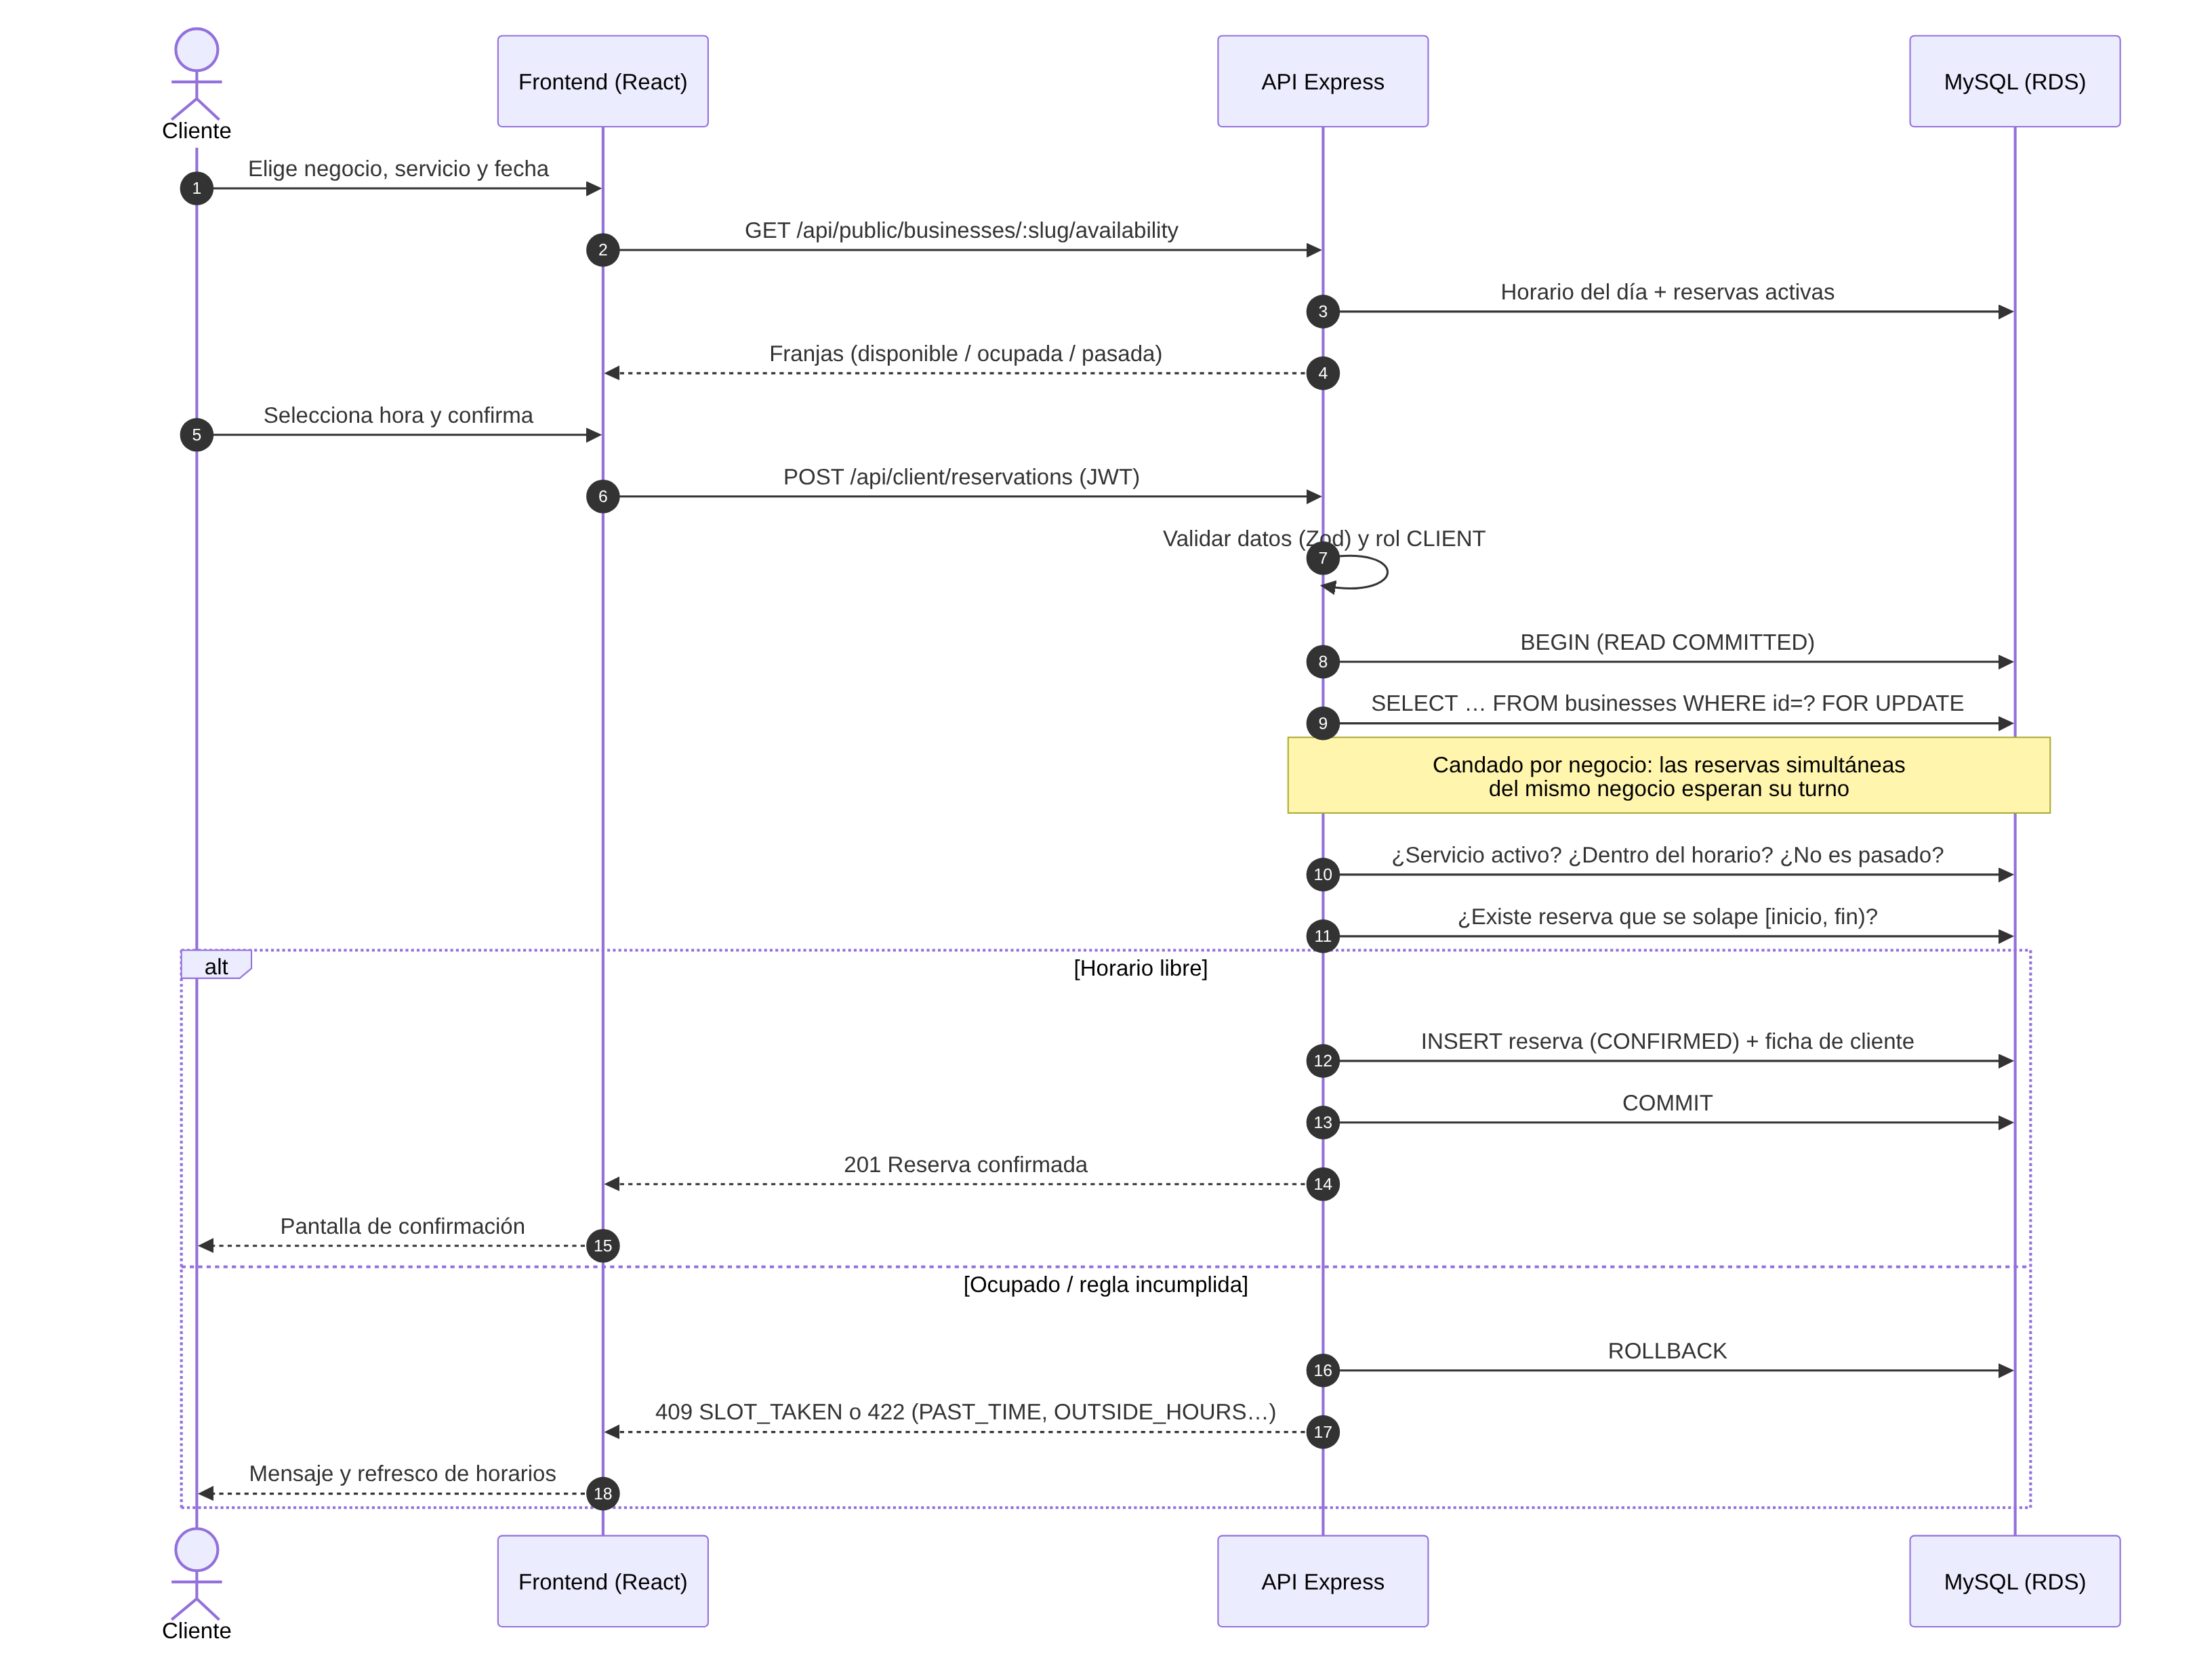 Cliente
Frontend (React)
API Express
MySQL (RDS)
Elige negocio, servicio y fecha
1
GET /api/public/businesses/:slug/availability
2
Horario del día + reservas activas
3
Franjas (disponible / ocupada / pasada)
4
Selecciona hora y confirma
5
POST /api/client/reservations (JWT)
6
Validar datos (Zod) y rol CLIENT
7
BEGIN (READ COMMITTED)
8
SELECT … FROM businesses WHERE id=? FOR UPDATE
9
Candado por negocio: las reservas simultáneas
del mismo negocio esperan su turno
¿Servicio activo? ¿Dentro del horario? ¿No es pasado?
10
¿Existe reserva que se solape [inicio, fin)?
11
alt
[Horario libre]
INSERT reserva (CONFIRMED) + ficha de cliente
12
COMMIT
13
201 Reserva confirmada
14
Pantalla de confirmación
15
[Ocupado / regla incumplida]
ROLLBACK
16
409 SLOT_TAKEN o 422 (PAST_TIME, OUTSIDE_HOURS…)
17
Mensaje y refresco de horarios
18
Cliente
Frontend (React)
API Express
MySQL (RDS)